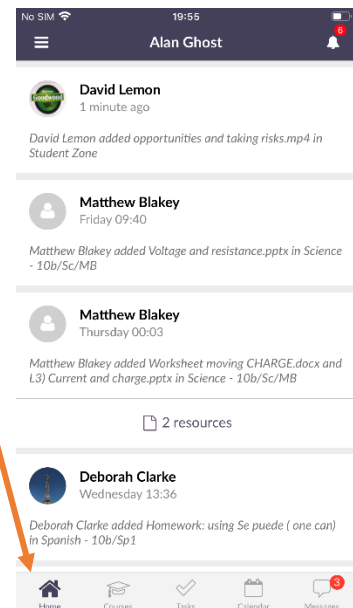 No SIM 19:55
Alan Ghost
6
David Lemon
1 minute ago
David Lemon added opportunities and taking risks.mp4 in
Student Zone
Matthew Blakey
Friday 09:40
Matthew Blakey added Voltage and resistance.pptx in Science
- 10b/Sc/MB
Matthew Blakey
Thursday 00:03
Matthew Blakey added Worksheet moving CHARGE.docx and
L3) Current and charge.pptx in Science - 10b/Sc/MB
2 resources
Deborah Clarke
Wednesday 13:36
Deborah Clarke added Homework: using Se puede ( one can)
in Spanish - 10b/Sp1
3
Home Courses Tasks Calendar Messages